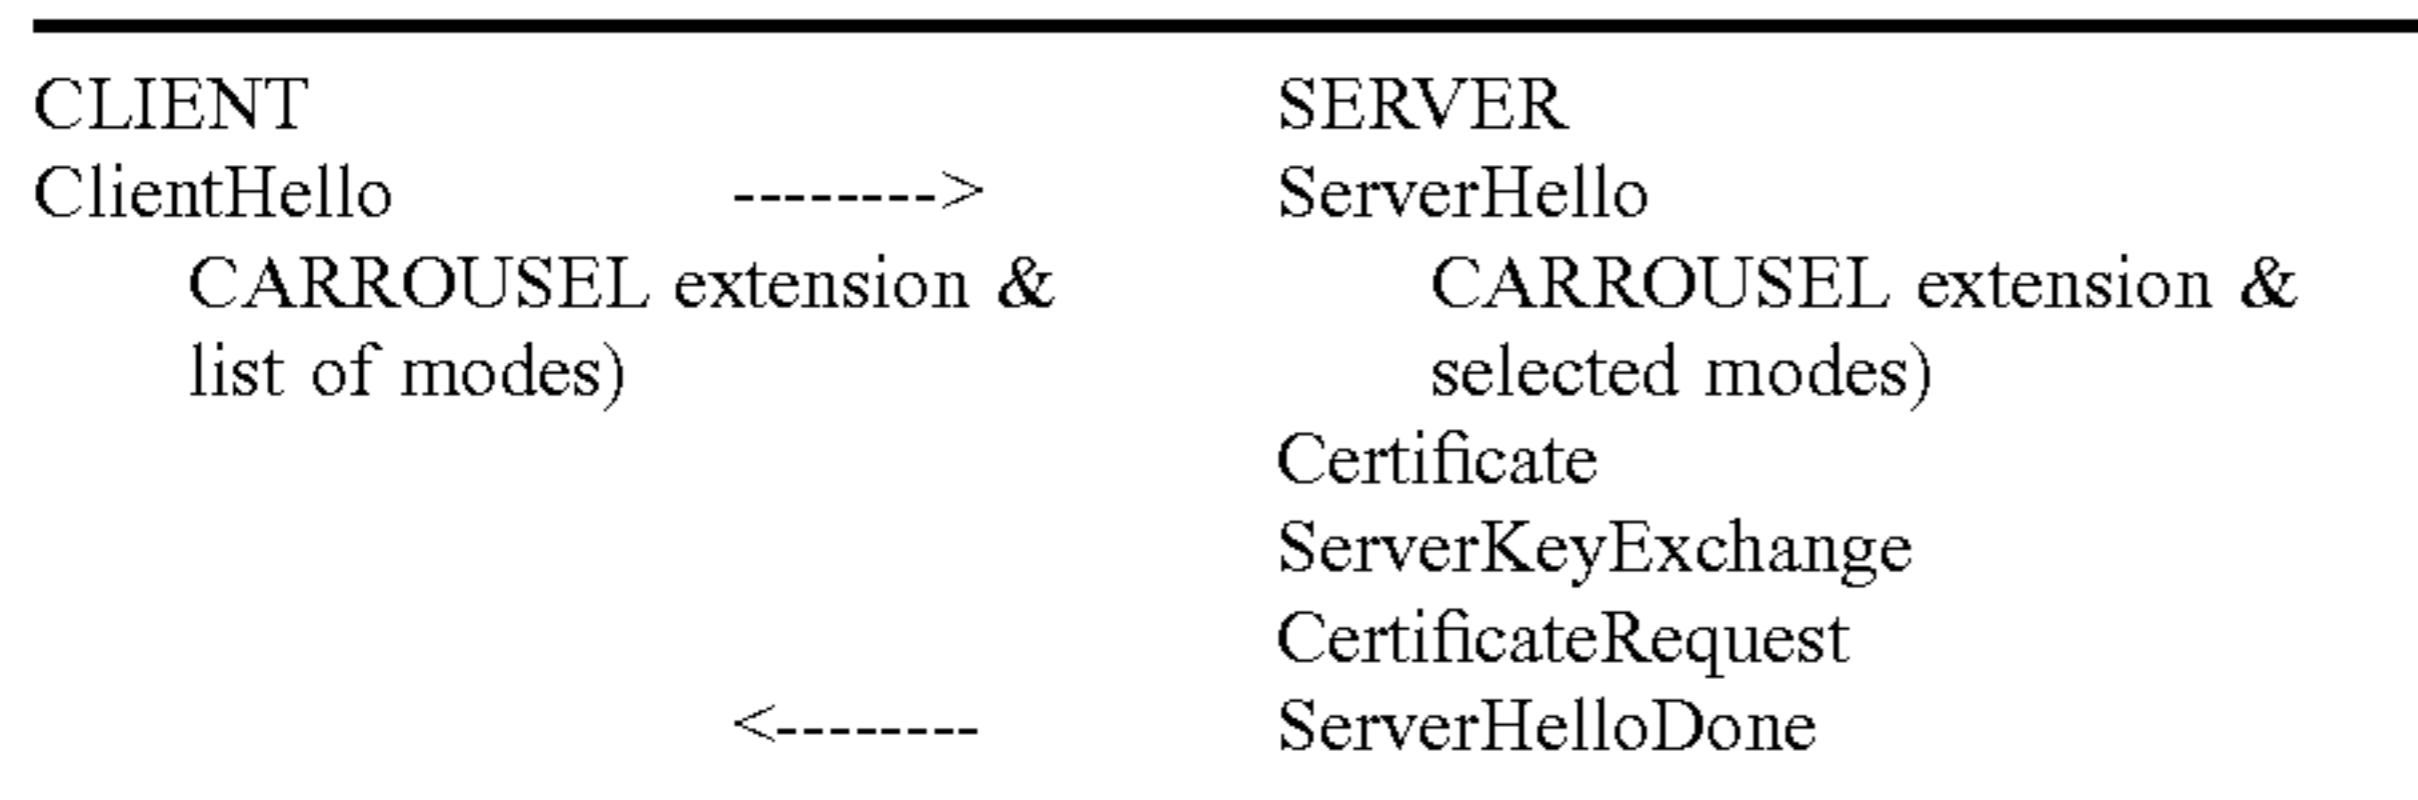 CLIENT SERVER
ClientHello --------> ServerHello
CARROUSEL extension & CARROUSEL extension &
list of modes) selected modes)
Certificate
ServerKeyExchange
CertificateRequest
<-------- ServerHelloDone